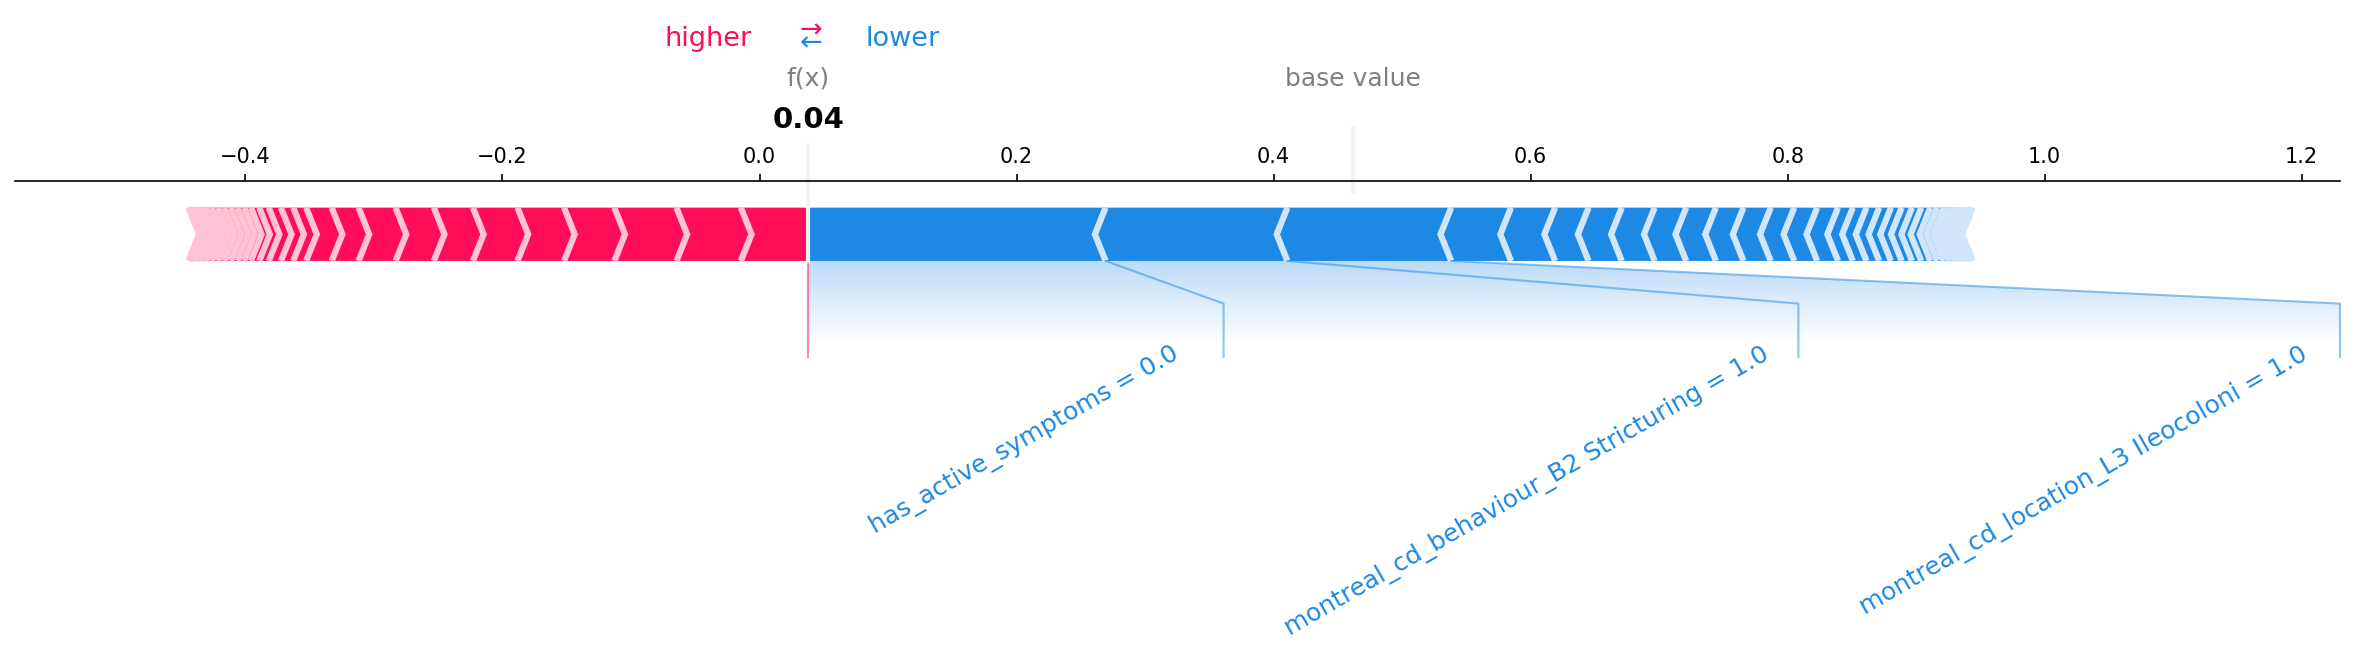 higher ⇄ lower
f(x) base value
0.04
−0.4 −0.2 0.0 0.2 0.4 0.6 0.8 1.0 1.2
has_active_symptoms = 0.0
montreal_cd_behaviour_B2 Stricturing = 1.0
montreal_cd_location_L3 Ileocoloni = 1.0